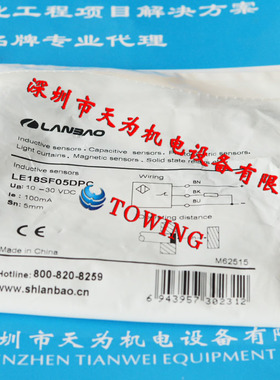 化工程项目解决方案
品牌专业代理
LANBAO
深圳市天为机电设备有限公司
Inductive sensors, Capacitive sensors,
Light curtains, Magnetic sensors, Solid state
Inductive sensors
LE18SF05DPC
Ub: 10...30 VDC
Ie: 100mA
Sn: 5mm
Wiring
BN
BK
BU
TOWING
distance
CE
Made in China
M62515
Hotline: 800-820-8259
www.shlanbao.cn
6 943957 302312
深圳市天为机电设备有限公司
ENZHEN TIANWEI EQUIPMENT